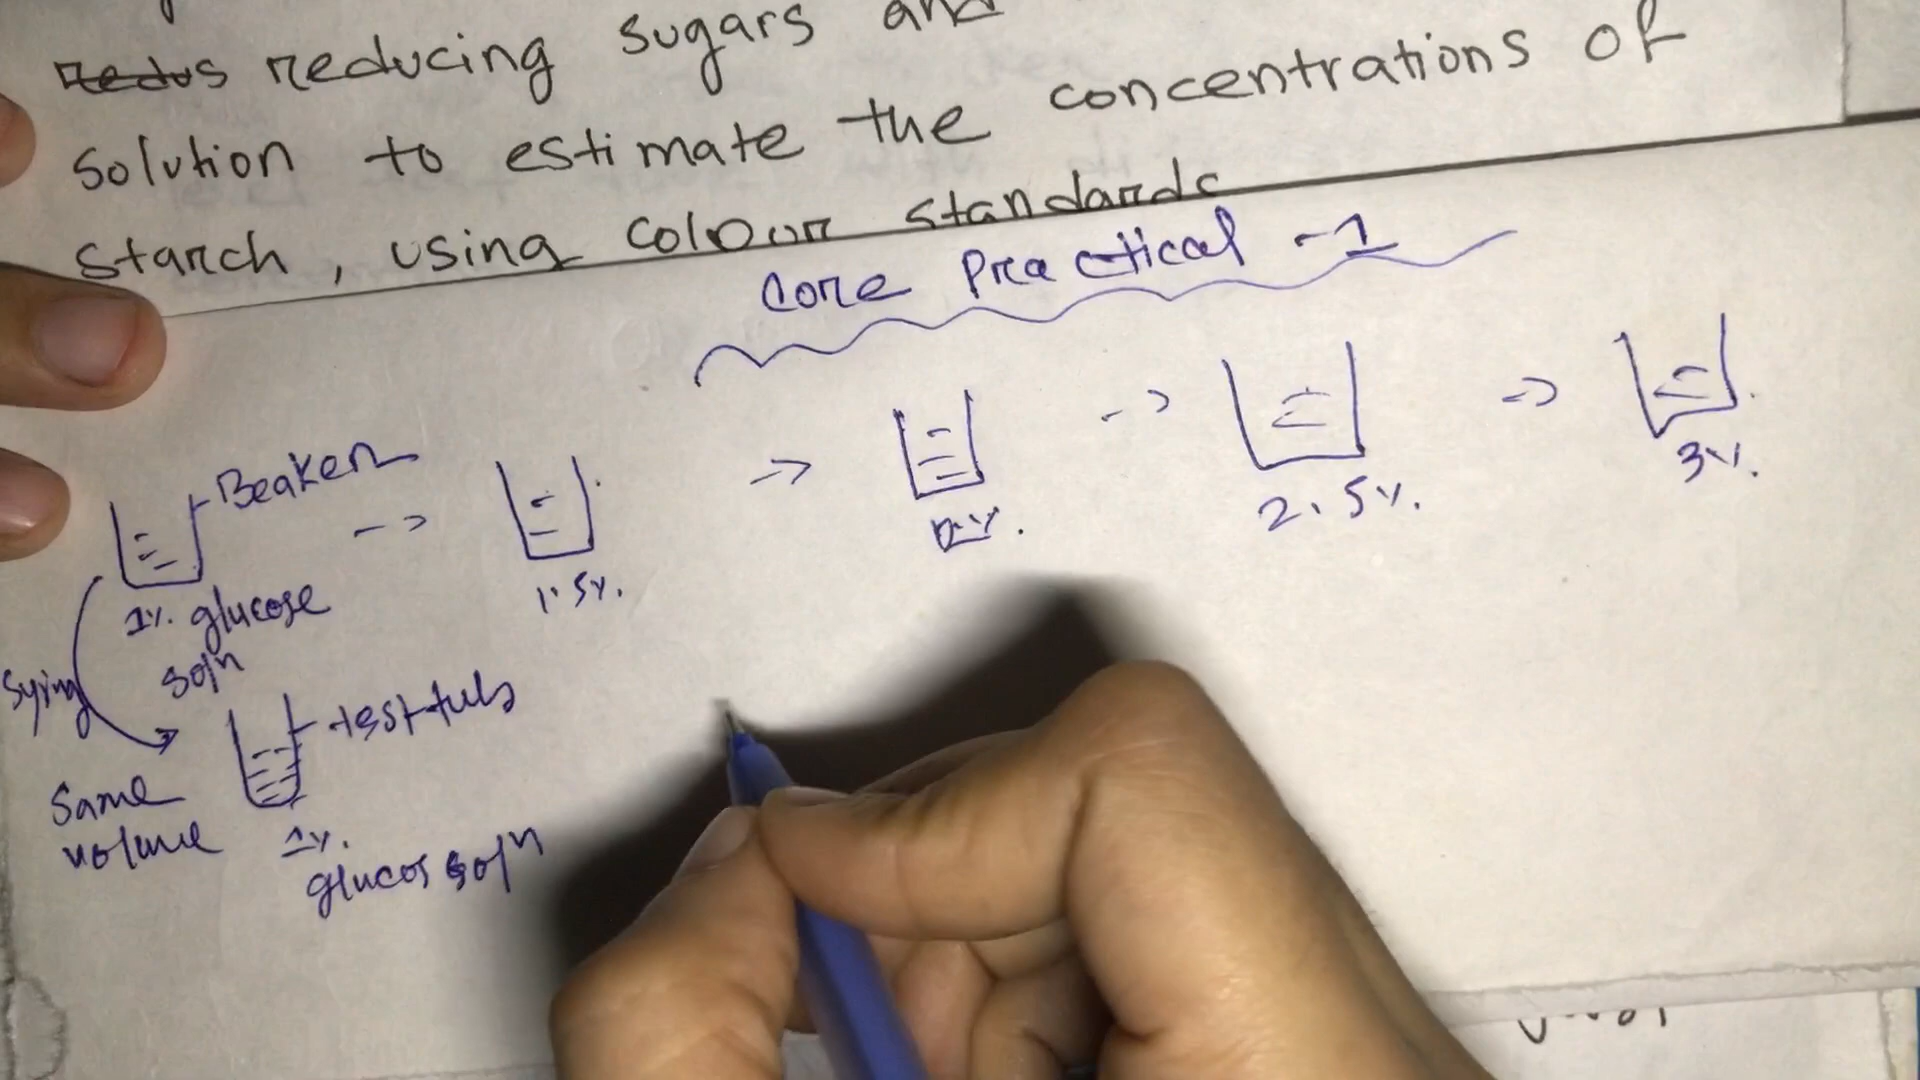 reducing sugars and
solution to estimate the concentrations of
starch, using colour standards
Core Practical -1
Beaker
1%. glucose
soln
1.5%.
2.5%.
3%.
test tube
Same
volume
1%.
glucos soln